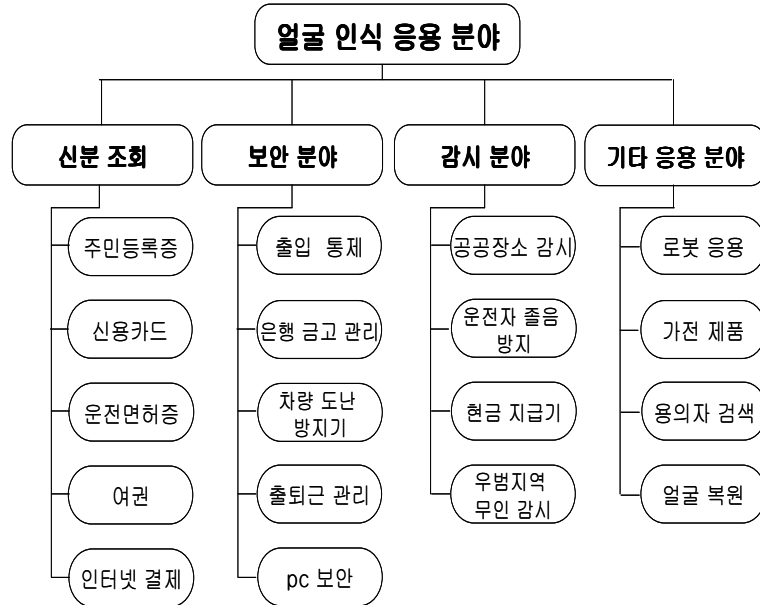 얼굴 인식 응용 분야
신분 조회
주민등록증
신용카드
운전면허증
여권
인터넷 결제
보안 분야
출입 통제
은행 금고 관리
차량 도난
방지기
출퇴근 관리
pc 보안
감시 분야
공공장소 감시
운전자 졸음
방지
현금 지급기
우범지역
무인 감시
기타 응용 분야
로봇 응용
가전 제품
용의자 검색
얼굴 복원